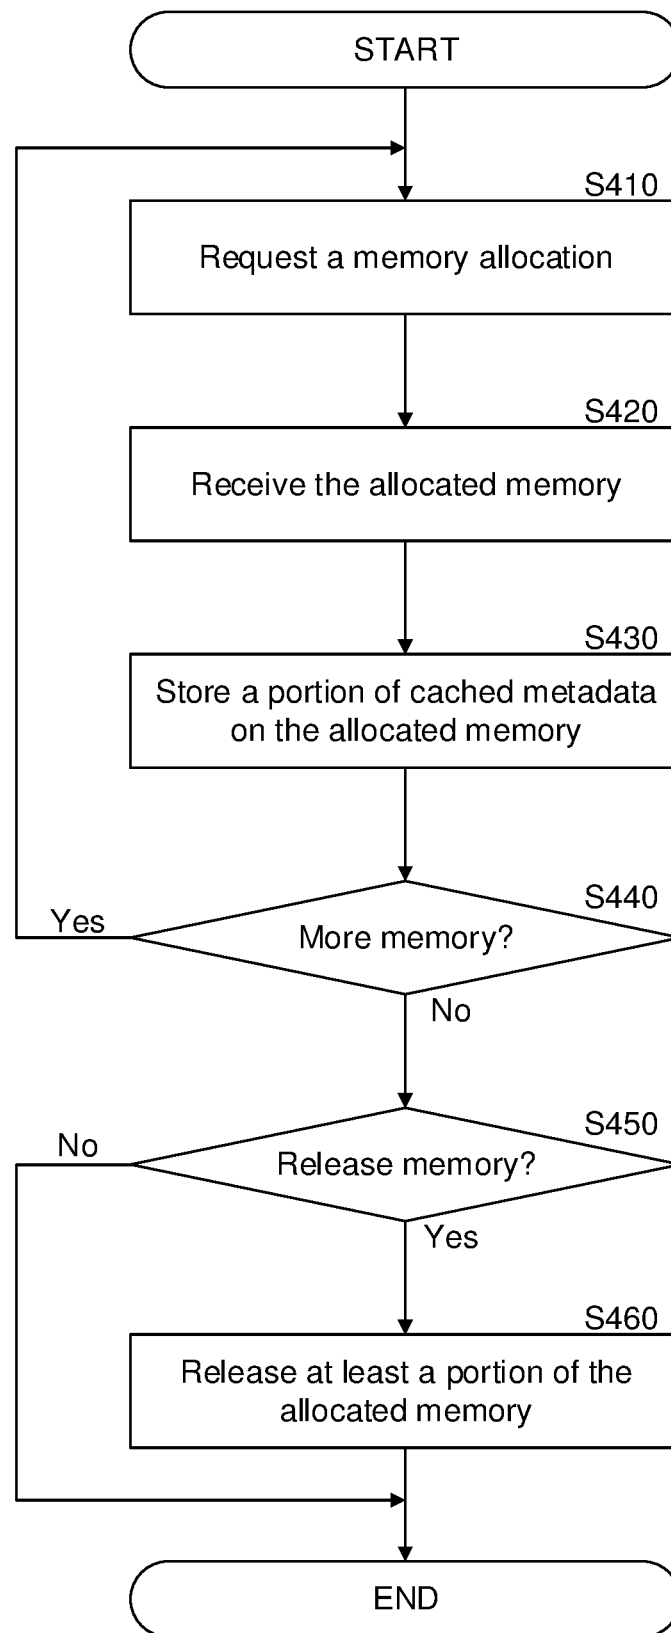 START
S410
Request a memory allocation
S420
Receive the allocated memory
S430
Store a portion of cached metadata
on the allocated memory
S440
Yes
More memory?
No
S450
No
Release memory?
Yes
S460
Release at least a portion of the
allocated memory
END